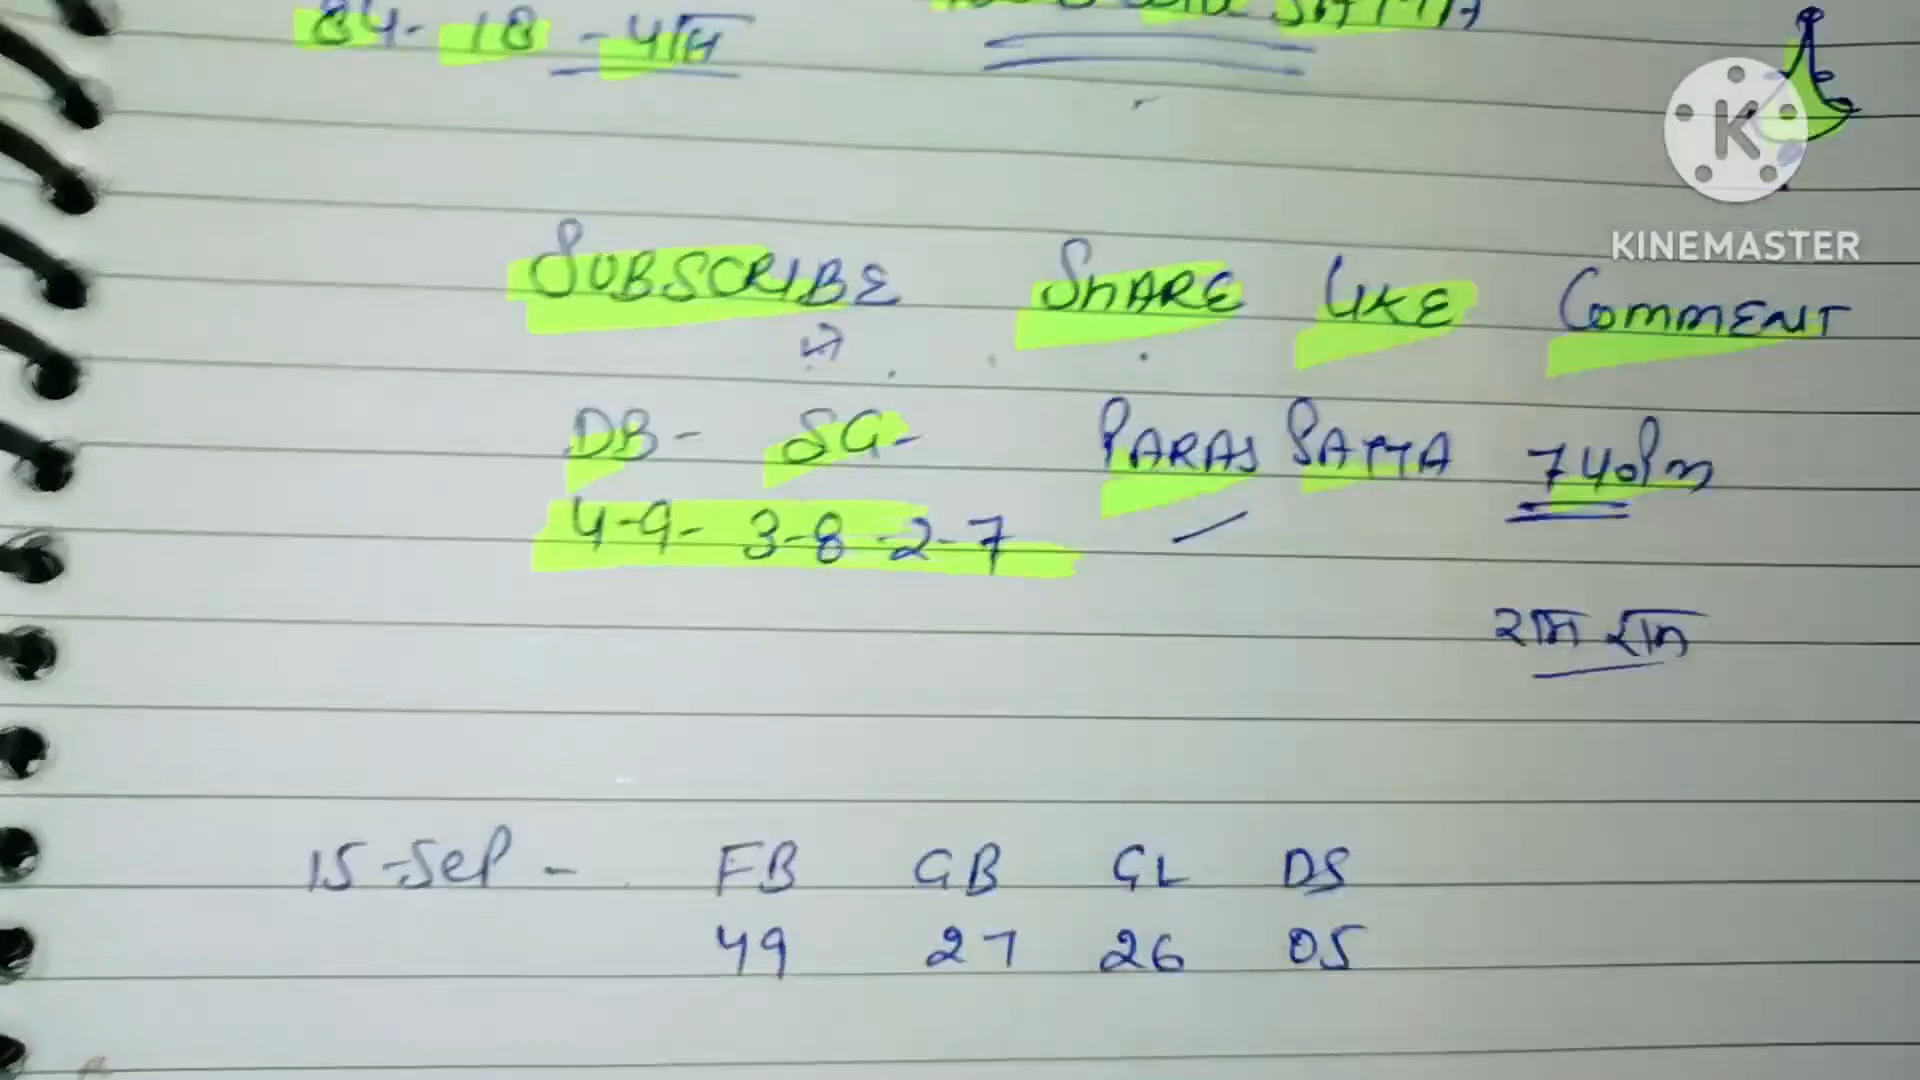 84-18-4
SUBSCRIBE SHARE LIKE COMMENT
DB- SG- PARAS SATTA 740Pm
4-9- 3-8-2-7
राम राम
15-Sep- FB GB GL DS
49 27 26 05
KINEMASTER